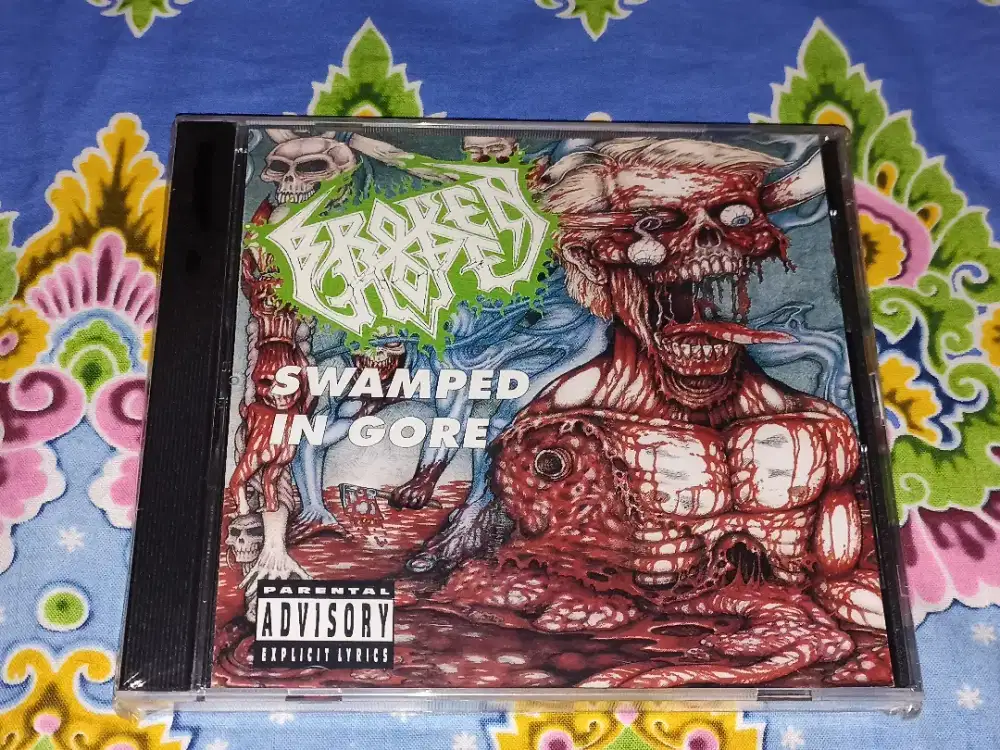 BROKEN
HOPE
SWAMPED
IN GORE
PARENTAL
ADVISORY
EXPLICIT LYRICS